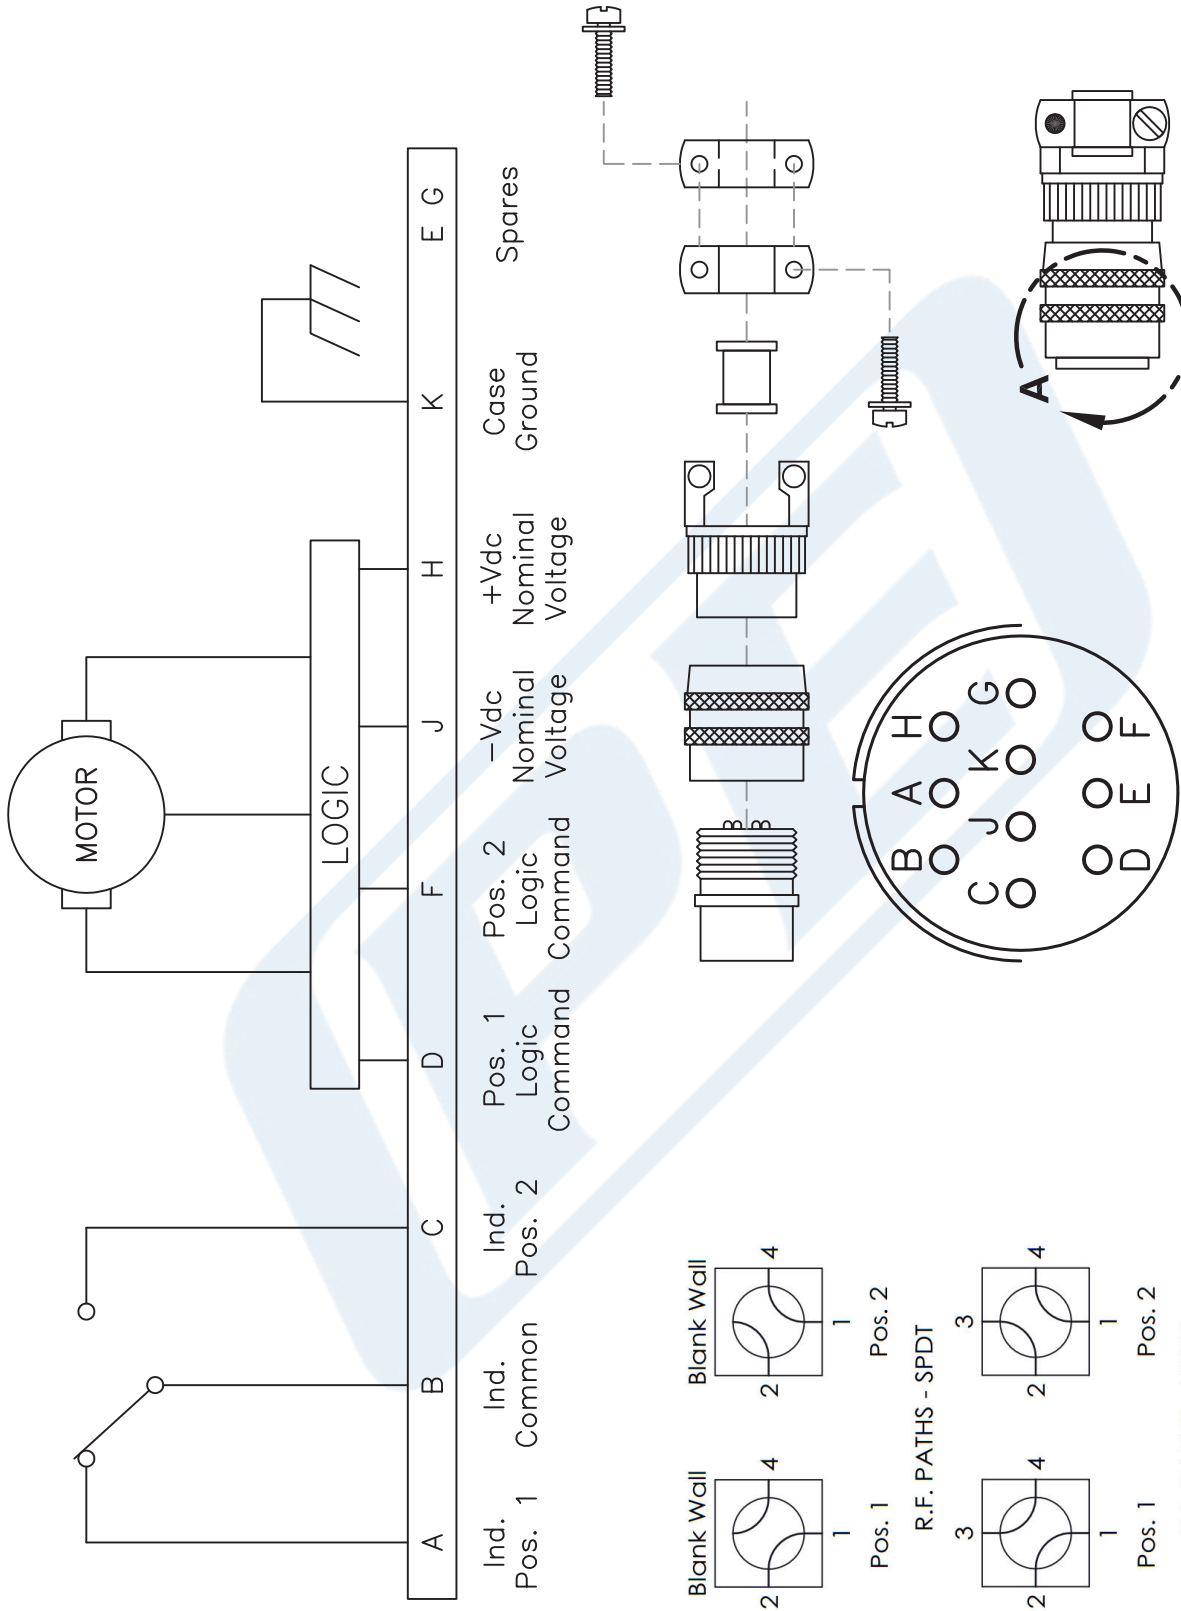 MOTOR
LOGIC
A B C D F J H K E G
Ind.
Pos. 1
Ind.
Common
Ind.
Pos. 2
Pos. 1
Logic
Command
Pos. 2
Logic
Command
-Vdc
Nominal
Voltage
+Vdc
Nominal
Voltage
Case
Ground
Spares
Blank Wall
2
4
1
Pos. 1
Blank Wall
2
4
1
Pos. 2
R.F. PATHS - SPDT
3
2
4
1
Pos. 1
3
2
4
1
Pos. 2
B A H
C J K G
D E F
A